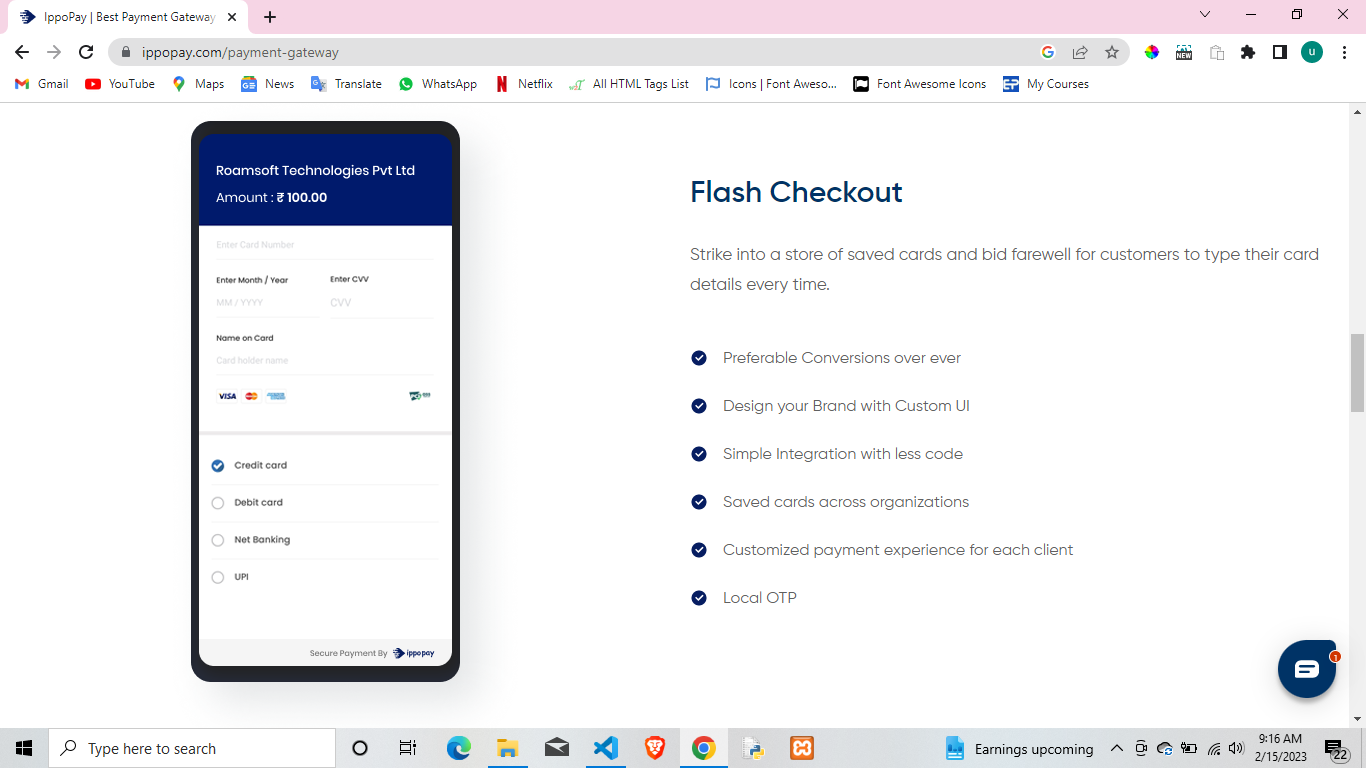 IppoPay | Best Payment Gateway
ippopay.com/payment-gateway
NEW
u
Gmail
YouTube
Maps
News
Translate
WhatsApp
Netflix
All HTML Tags List
Icons | Font Aweso...
Font Awesome Icons
My Courses
Roamsoft Technologies Pvt Ltd
Amount : ₹ 100.00
Enter Card Number
Enter Month / Year
Enter CVV
MM / YYYY
CVV
Name on Card
Card holder name
VISA
Credit card
Debit card
Net Banking
UPI
Secure Payment By ippopay
Flash Checkout
Strike into a store of saved cards and bid farewell for customers to type their card
details every time.
Preferable Conversions over ever
Design your Brand with Custom UI
Simple Integration with less code
Saved cards across organizations
Customized payment experience for each client
Local OTP
1
Type here to search
Earnings upcoming
9:16 AM
2/15/2023
22